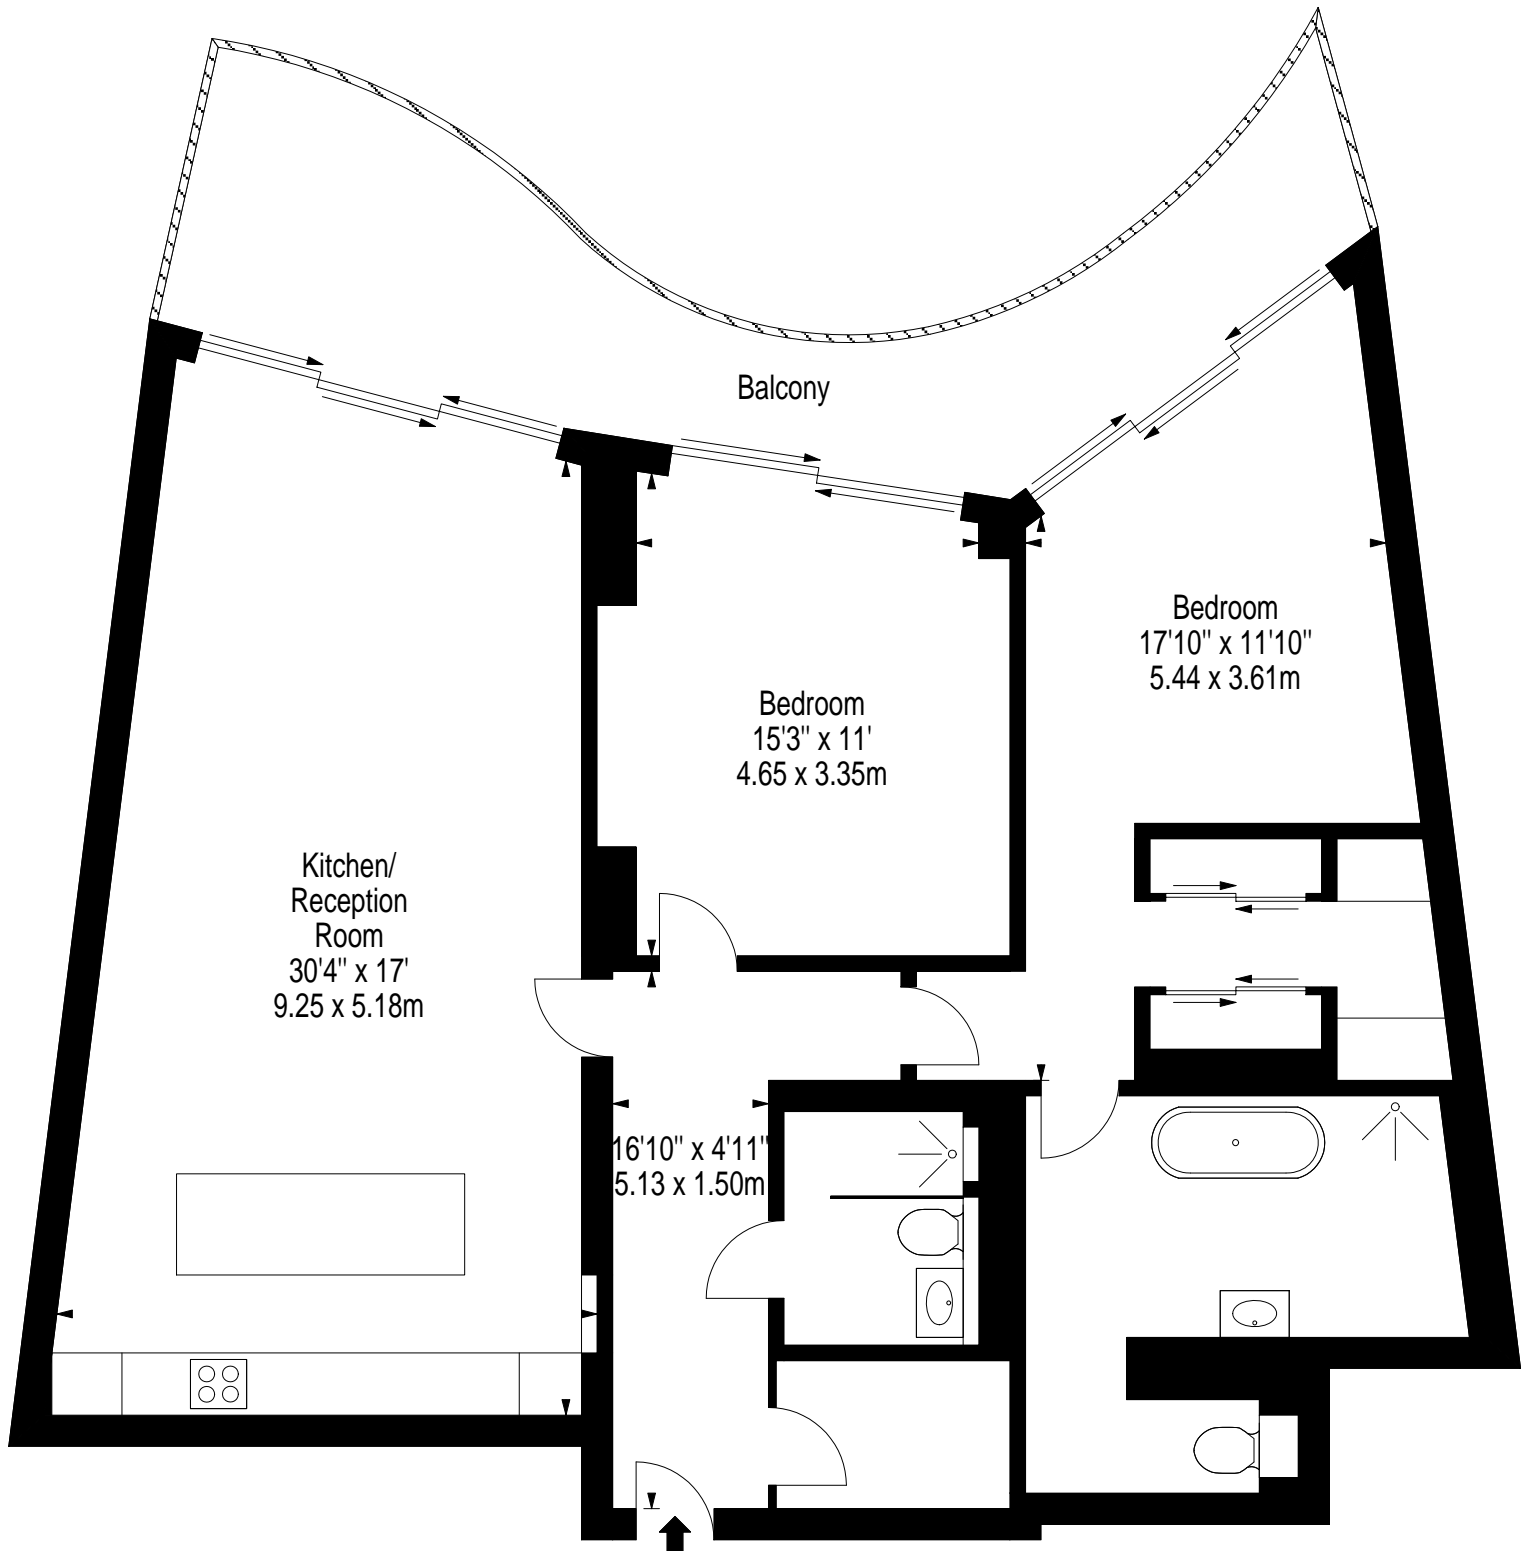 Balcony
Bedroom
17'10" x 11'10"
5.44 x 3.61m
Bedroom
15'3" x 11'
4.65 x 3.35m
Kitchen/
Reception
Room
30'4" x 17'
9.25 x 5.18m
16'10" x 4'11"
5.13 x 1.50m